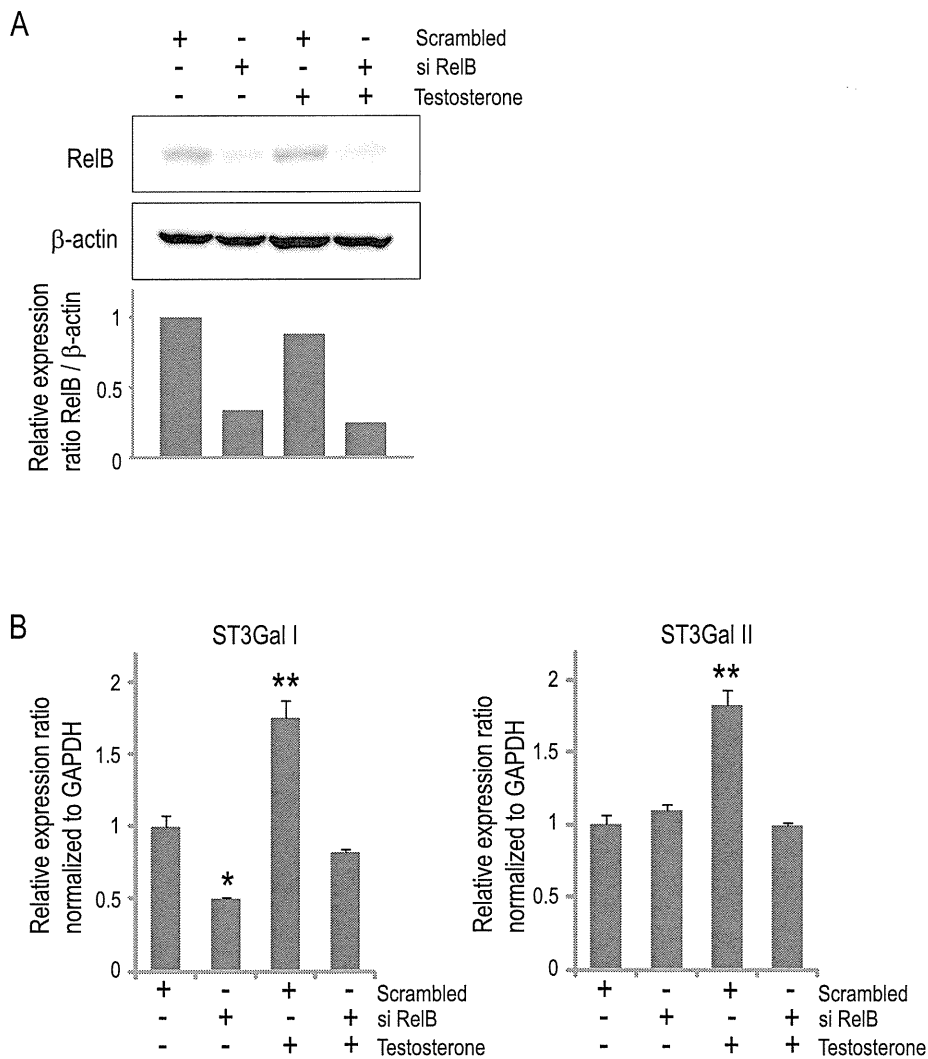 A
+ - + - Scrambled
- + - + si RelB
- - + + Testosterone
RelB
β-actin
Relative expression
ratio RelB / β-actin
1
0.5
0
B
ST3Gal I
Relative expression ratio
normalized to GAPDH
2
1.5
1
0.5
0
*
**
+ - + - Scrambled
- + - + si RelB
- - + + Testosterone
ST3Gal II
Relative expression ratio
normalized to GAPDH
2
1.5
1
0.5
0
**
+ - + - Scrambled
- + - + si RelB
- - + + Testosterone